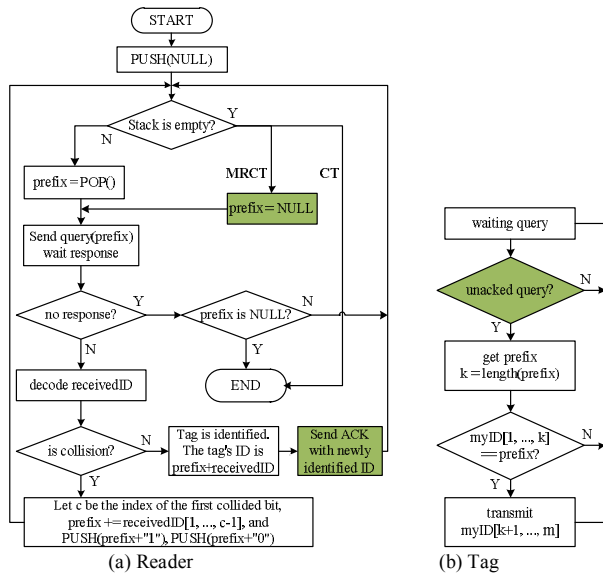 START
PUSH(NULL)
Stack is empty?
Y
N
MRCT
CT
prefix=POP()
prefix=NULL
Send query(prefix)
wait response
no response?
Y
prefix is NULL?
N
N
Y
decode receivedID
END
is collision?
N
Tag is identified.
The tag's ID is
prefix+receivedID
Send ACK
with newly
identified ID
Y
Let c be the index of the first collided bit,
prefix += receivedID[1, ..., c-1], and
PUSH(prefix+"1"), PUSH(prefix+"0")
(a) Reader
waiting query
unacked query?
N
Y
get prefix
k=length(prefix)
myID[1, ..., k]
==prefix?
N
Y
transmit
myID[k+1, ..., m]
(b) Tag